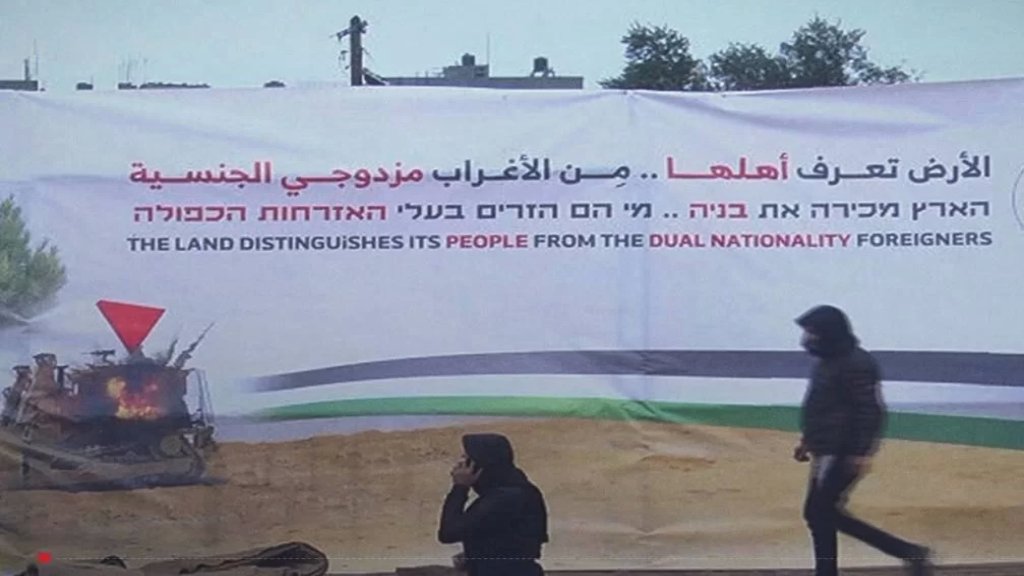 الأرض تعرف أهلها .. مِن الأغراب مزدوجي الجنسية
הארץ מכירה את בניה .. מי הם הזרים בעלי האזרחות הכפולה
THE LAND DISTINGUiSHES ITS PEOPLE FROM THE DUAL NATIONALITY FOREIGNERS